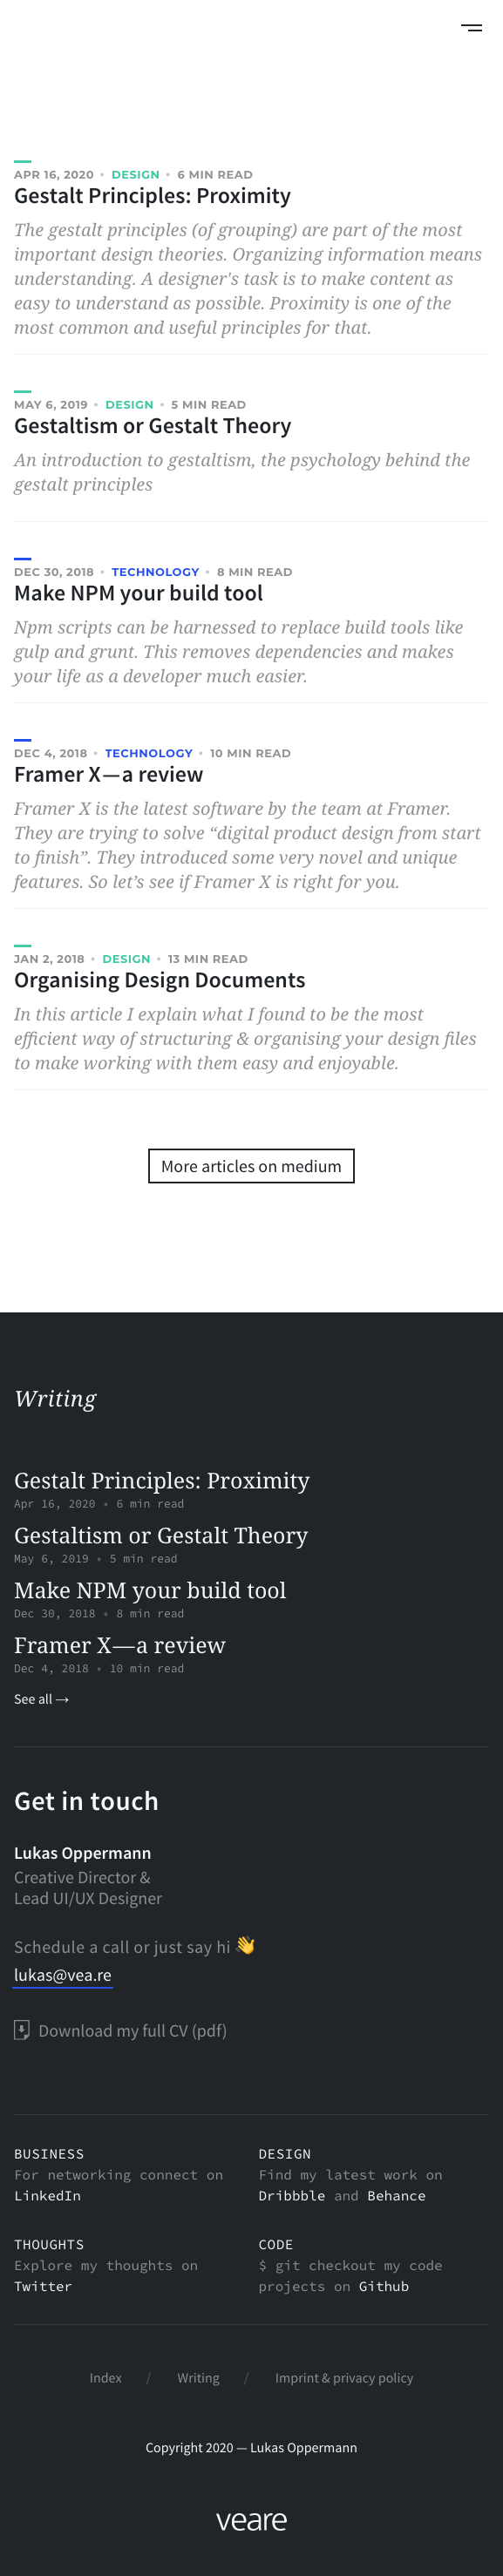 APR 16, 2020 • DESIGN • 6 MIN READ
Gestalt Principles: Proximity
The gestalt principles (of grouping) are part of the most
important design theories. Organizing information means
understanding. A designer's task is to make content as
easy to understand as possible. Proximity is one of the
most common and useful principles for that.
MAY 6, 2019 • DESIGN • 5 MIN READ
Gestaltism or Gestalt Theory
An introduction to gestaltism, the psychology behind the
gestalt principles
DEC 30, 2018 • TECHNOLOGY • 8 MIN READ
Make NPM your build tool
Npm scripts can be harnessed to replace build tools like
gulp and grunt. This removes dependencies and makes
your life as a developer much easier.
DEC 4, 2018 • TECHNOLOGY • 10 MIN READ
Framer X—a review
Framer X is the latest software by the team at Framer.
They are trying to solve “digital product design from start
to finish”. They introduced some very novel and unique
features. So let’s see if Framer X is right for you.
JAN 2, 2018 • DESIGN • 13 MIN READ
Organising Design Documents
In this article I explain what I found to be the most
efficient way of structuring & organising your design files
to make working with them easy and enjoyable.
More articles on medium
Writing
Gestalt Principles: Proximity
Apr 16, 2020 • 6 min read
Gestaltism or Gestalt Theory
May 6, 2019 • 5 min read
Make NPM your build tool
Dec 30, 2018 • 8 min read
Framer X—a review
Dec 4, 2018 • 10 min read
See all →
Get in touch
Lukas Oppermann
Creative Director &
Lead UI/UX Designer
Schedule a call or just say hi 👋
lukas@vea.re
Download my full CV (pdf)
BUSINESS
For networking connect on
LinkedIn
DESIGN
Find my latest work on
Dribbble and Behance
THOUGHTS
Explore my thoughts on
Twitter
CODE
$ git checkout my code
projects on Github
Index / Writing / Imprint & privacy policy
Copyright 2020 — Lukas Oppermann
veare